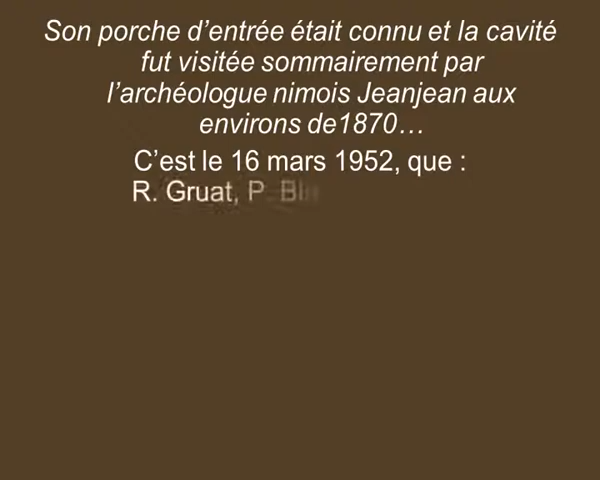 Son porche d’entrée était connu et la cavité
fut visitée sommairement par
l’archéologue nimois Jeanjean aux
environs de1870…
C’est le 16 mars 1952, que :
R. Gruat, P.